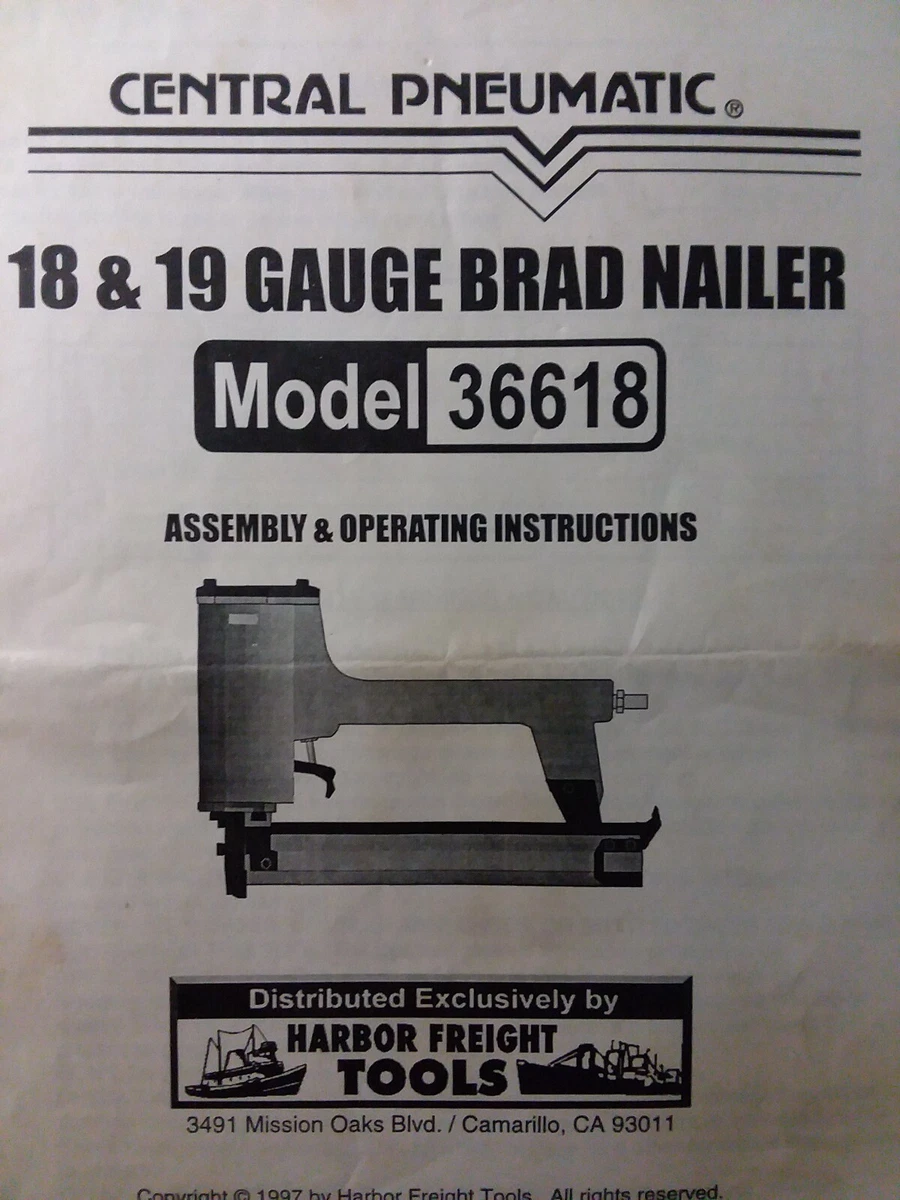 CENTRAL PNEUMATIC®
18 & 19 GAUGE BRAD NAILER
Model 36618
ASSEMBLY & OPERATING INSTRUCTIONS
Distributed Exclusively by
HARBOR FREIGHT
TOOLS
3491 Mission Oaks Blvd. / Camarillo, CA 93011
Copyright © 1997 by Harbor Freight Tools. All rights reserved.